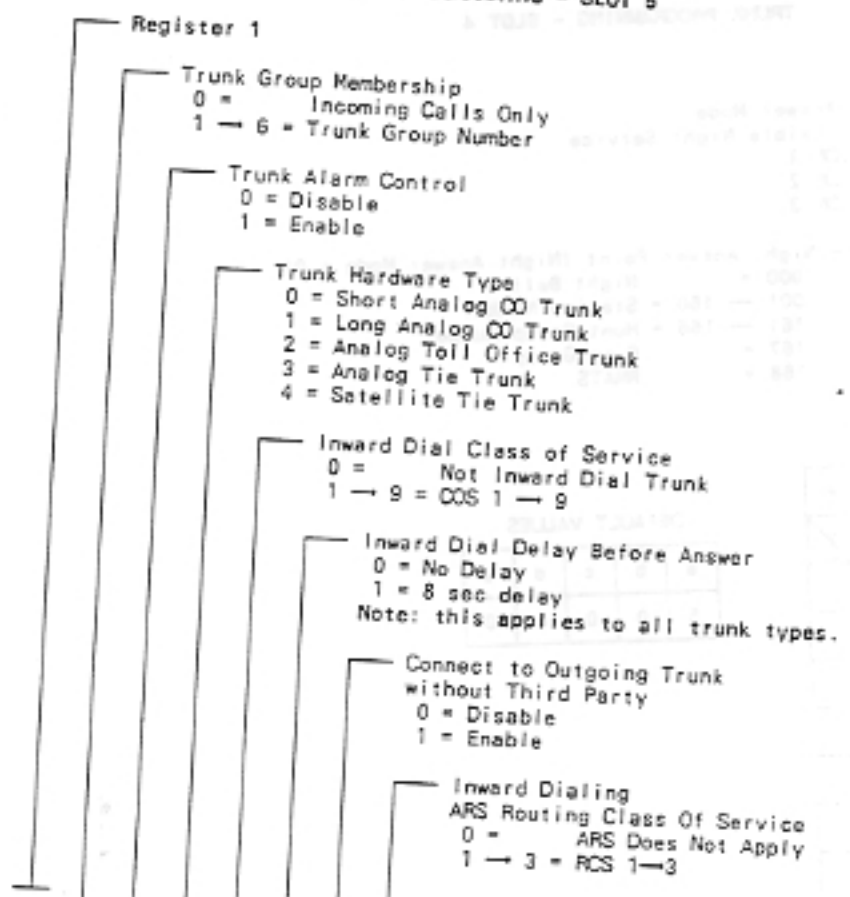 - SLOT 5
Register 1
Trunk Group Membership
0 = Incoming Calls Only
1 → 6 = Trunk Group Number
Trunk Alarm Control
0 = Disable
1 = Enable
Trunk Hardware Type
0 = Short Analog CO Trunk
1 = Long Analog CO Trunk
2 = Analog Toll Office Trunk
3 = Analog Tie Trunk
4 = Satellite Tie Trunk
Inward Dial Class of Service
0 = Not Inward Dial Trunk
1 → 9 = COS 1 → 9
Inward Dial Delay Before Answer
0 = No Delay
1 = 8 sec delay
Note: this applies to all trunk types.
Connect to Outgoing Trunk
without Third Party
0 = Disable
1 = Enable
Inward Dialing
ARS Routing Class Of Service
0 = ARS Does Not Apply
1 → 3 = RCS 1→3